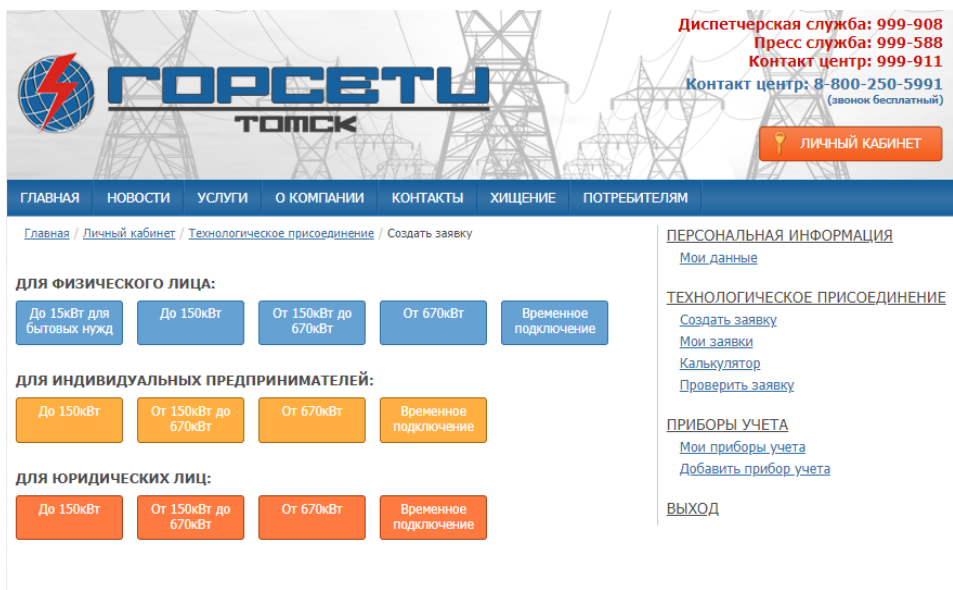 Диспетчерская служба: 999-908
Пресс служба: 999-588
Контакт центр: 999-911
Контакт центр: 8-800-250-5991
(звонок бесплатный)
ГОРСЕТИ
ТОМСК
ЛИЧНЫЙ КАБИНЕТ
ГЛАВНАЯ НОВОСТИ УСЛУГИ О КОМПАНИИ КОНТАКТЫ ХИЩЕНИЕ ПОТРЕБИТЕЛЯМ
Главная / Личный кабинет / Технологическое присоединение / Создать заявку
ДЛЯ ФИЗИЧЕСКОГО ЛИЦА:
До 15кВт для
бытовых нужд
До 150кВт
От 150кВт до
670кВт
От 670кВт
Временное
подключение
ДЛЯ ИНДИВИДУАЛЬНЫХ ПРЕДПРИНИМАТЕЛЕЙ:
До 150кВт
От 150кВт до
670кВт
От 670кВт
Временное
подключение
ДЛЯ ЮРИДИЧЕСКИХ ЛИЦ:
До 150кВт
От 150кВт до
670кВт
От 670кВт
Временное
подключение
ПЕРСОНАЛЬНАЯ ИНФОРМАЦИЯ
Мои данные
ТЕХНОЛОГИЧЕСКОЕ ПРИСОЕДИНЕНИЕ
Создать заявку
Мои заявки
Калькулятор
Проверить заявку
ПРИБОРЫ УЧЕТА
Мои приборы учета
Добавить прибор учета
ВЫХОД